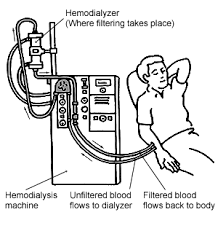 Hemodialyzer
(Where filtering takes place)
Hemodialysis
machine
Unfiltered blood
flows to dialyzer
Filtered blood
flows back to body